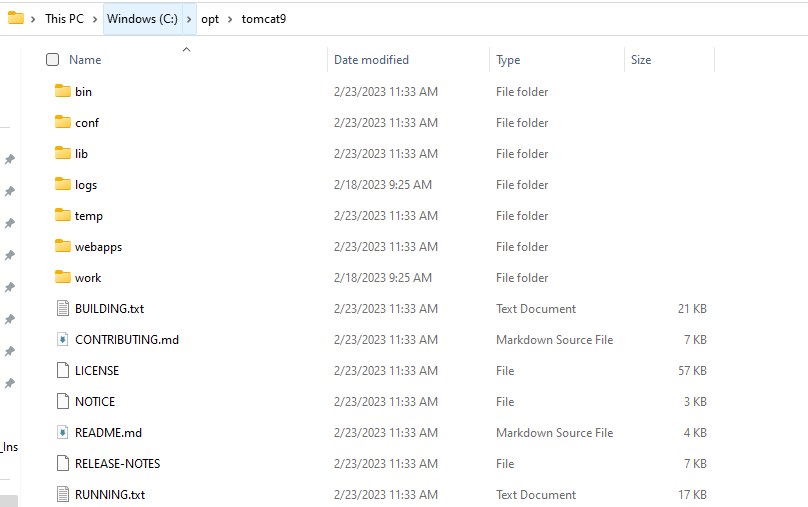 This PC > Windows (C:) > opt > tomcat9
Name Date modified Type Size
bin 2/23/2023 11:33 AM File folder
conf 2/23/2023 11:33 AM File folder
lib 2/23/2023 11:33 AM File folder
logs 2/18/2023 9:25 AM File folder
temp 2/23/2023 11:33 AM File folder
webapps 2/23/2023 11:33 AM File folder
work 2/18/2023 9:25 AM File folder
BUILDING.txt 2/23/2023 11:33 AM Text Document 21 KB
CONTRIBUTING.md 2/23/2023 11:33 AM Markdown Source File 7 KB
LICENSE 2/23/2023 11:33 AM File 57 KB
NOTICE 2/23/2023 11:33 AM File 3 KB
README.md 2/23/2023 11:33 AM Markdown Source File 4 KB
_Ins
RELEASE-NOTES 2/23/2023 11:33 AM File 7 KB
RUNNING.txt 2/23/2023 11:33 AM Text Document 17 KB